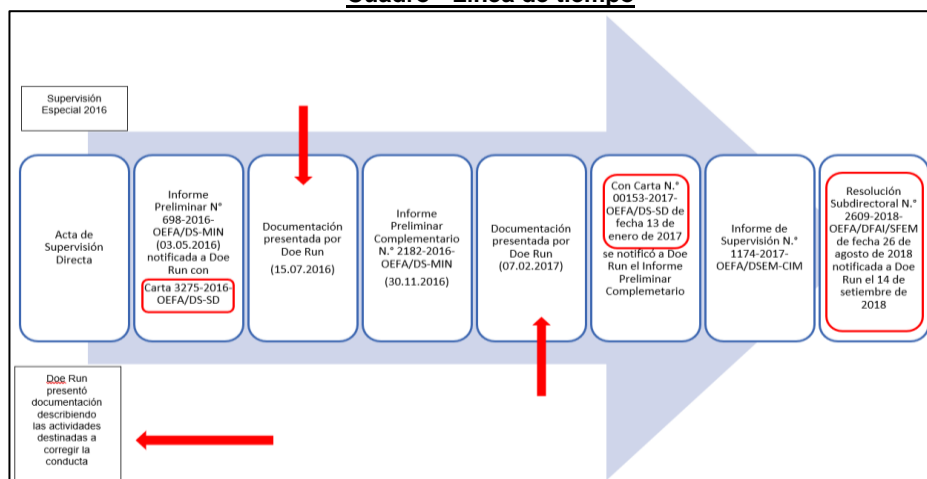 Cuadro - Línea de tiempo
Supervisión
Especial 2016
Acta de
Supervisión
Directa
Informe
Preliminar N°
698-2016-
OEFA/DS-MIN
(03.05.2016)
notificada a Doe
Run con
Carta 3275-2016-
OEFA/DS-SD
Documentación
presentada por
Doe Run
(15.07.2016)
Informe
Preliminar
Complementario
N.° 2182-2016-
OEFA/DS-MIN
(30.11.2016)
Documentación
presentada por
Doe Run
(07.02.2017)
Con Carta N.°
00153-2017-
OEFA/DS-SD de
fecha 13 de
enero de 2017
se notificó a Doe
Run el Informe
Preliminar
Complemetario
Informe de
Supervisión N.°
1174-2017-
OEFA/DSEM-CIM
Resolución
Subdirectoral N.°
2609-2018-
OEFA/DFAI/SFEM
de fecha 26 de
agosto de 2018
notificada a Doe
Run el 14 de
setiembre de
2018
Doe Run
presentó
documentación
describiendo
las actividades
destinadas a
corregir la
conducta